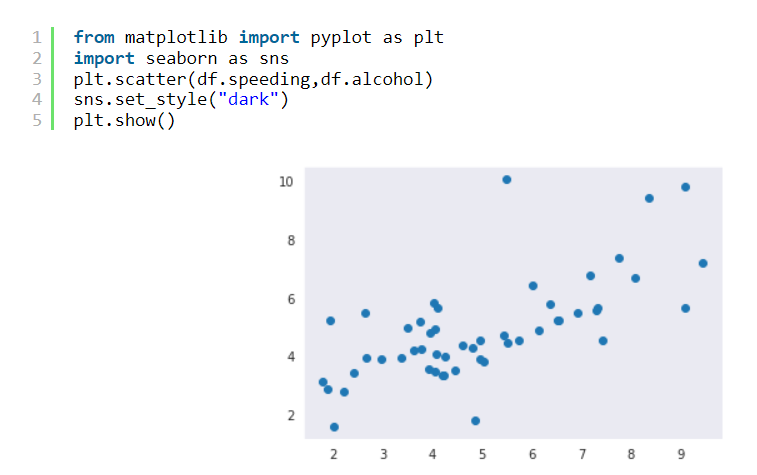 1 from matplotlib import pyplot as plt
2 import seaborn as sns
3 plt.scatter(df.speeding,df.alcohol)
4 sns.set_style("dark")
5 plt.show()
10
8
6
4
2
2 3 4 5 6 7 8 9